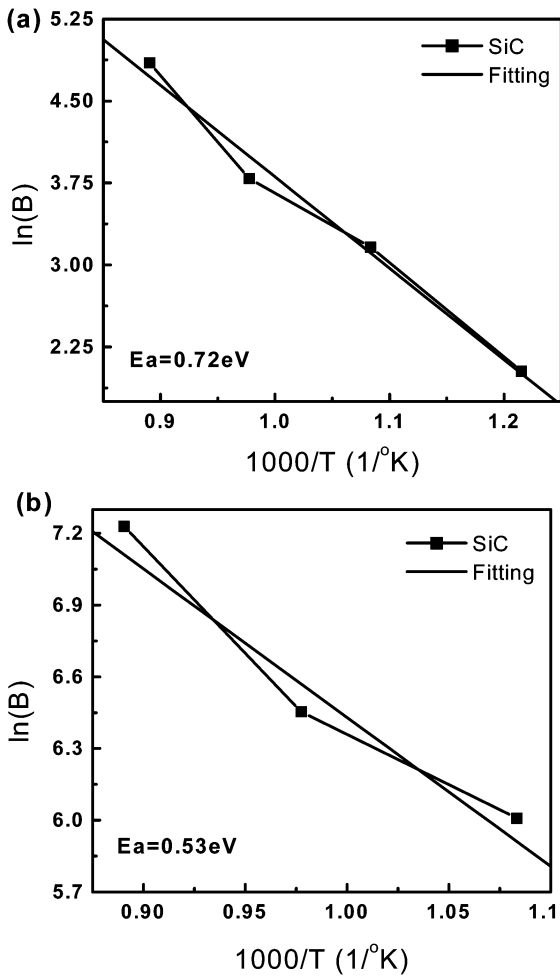 (a)
5.25
4.50
3.75
3.00
2.25
ln(B)
SiC
Fitting
Ea=0.72eV
0.9 1.0 1.1 1.2
1000/T (1/°K)
(b)
7.2
6.9
6.6
6.3
6.0
5.7
ln(B)
SiC
Fitting
Ea=0.53eV
0.90 0.95 1.00 1.05 1.1
1000/T (1/°K)